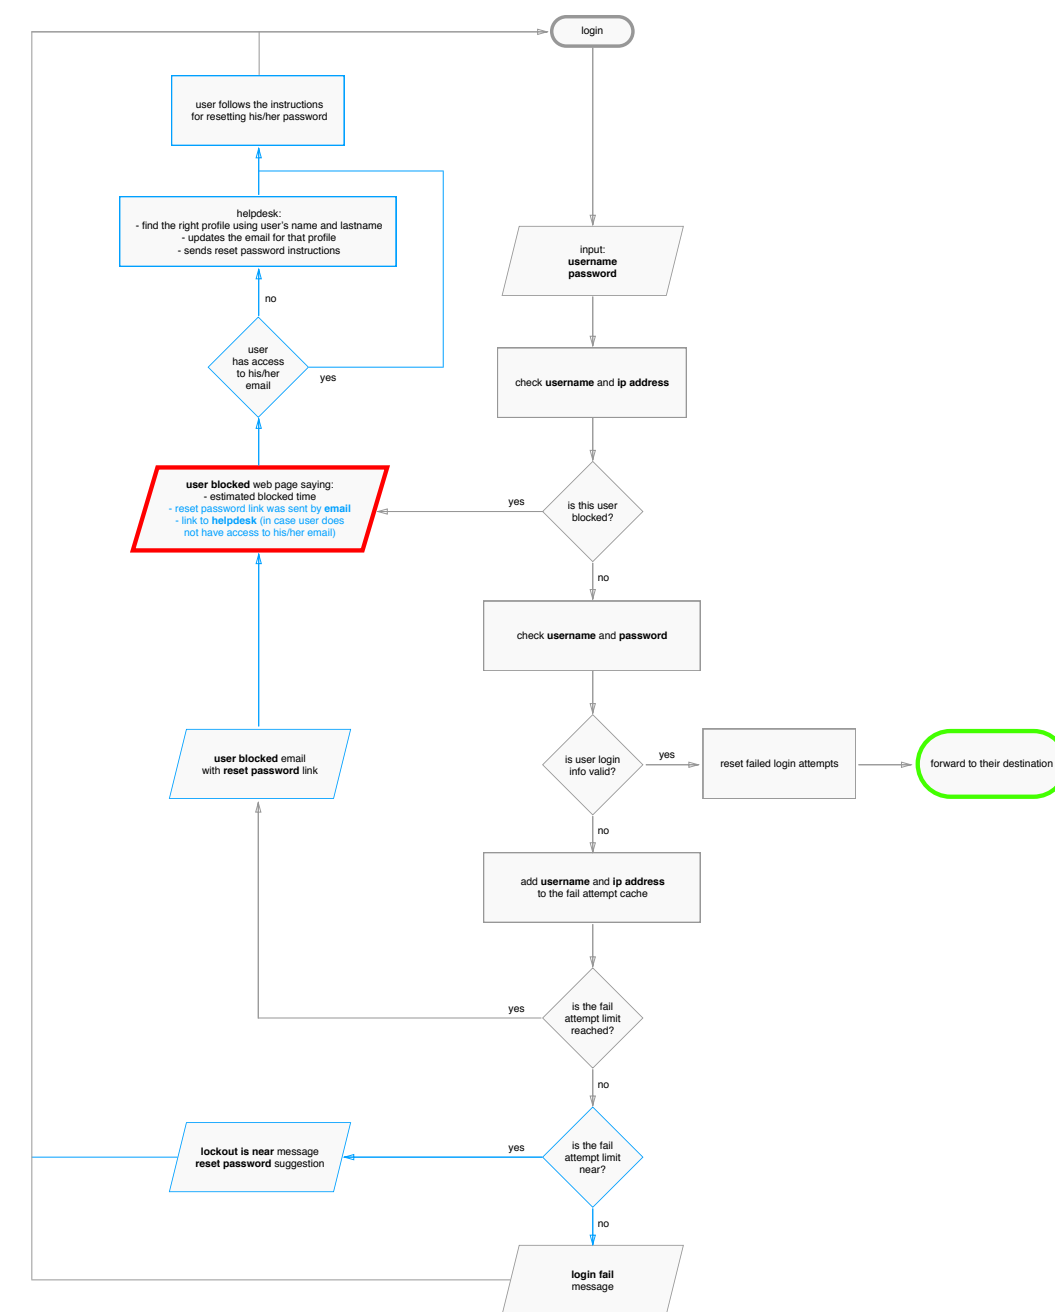 login
user follows the instructions
for resetting his/her password
helpdesk:
- find the right profile using user's name and lastname
- updates the email for that profile
- sends reset password instructions
input:
username
password
no
user
has access
to his/her
email
yes
check username and ip address
user blocked web page saying:
- estimated blocked time
- reset password link was sent by email
- link to helpdesk (in case user does
not have access to his/her email)
yes
is this user
blocked?
no
check username and password
user blocked email
with reset password link
is user login
info valid?
yes
reset failed login attempts
forward to their destination
no
add username and ip address
to the fail attempt cache
yes
is the fail
attempt limit
reached?
no
lockout is near message
reset password suggestion
yes
is the fail
attempt limit
near?
no
login fail
message